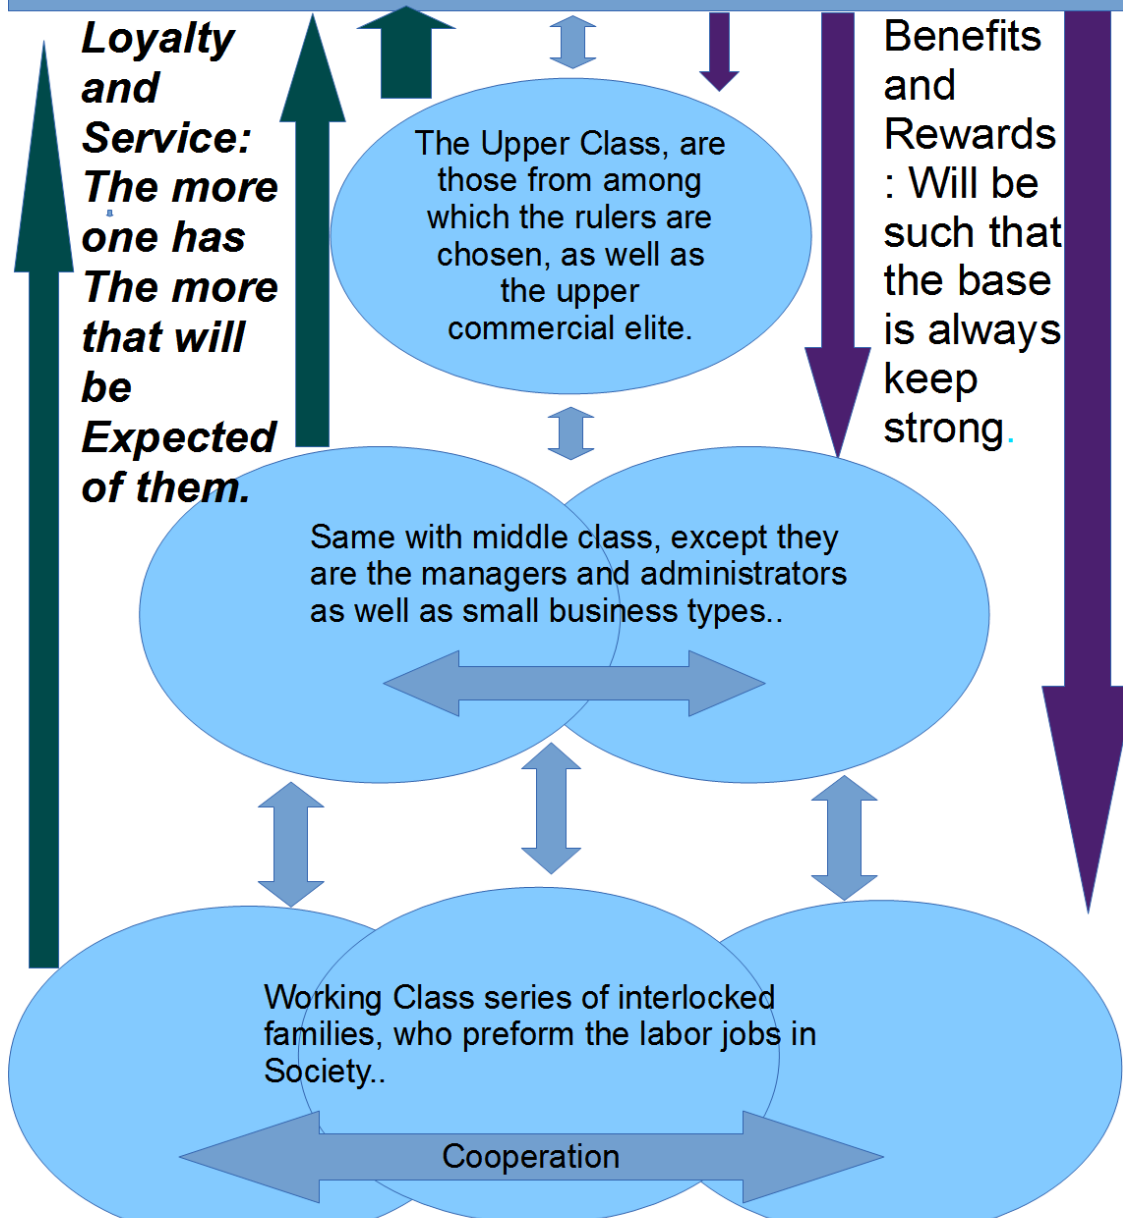 Loyalty
and
Service:
The more
one has
The more
that will
be
Expected
of them.
The Upper Class, are
those from among
which the rulers are
chosen, as well as
the upper
commercial elite.
Benefits
and
Rewards
: Will be
such that
the base
is always
keep
strong.
Same with middle class, except they
are the managers and administrators
as well as small business types..
Working Class series of interlocked
families, who preform the labor jobs in
Society..
Cooperation